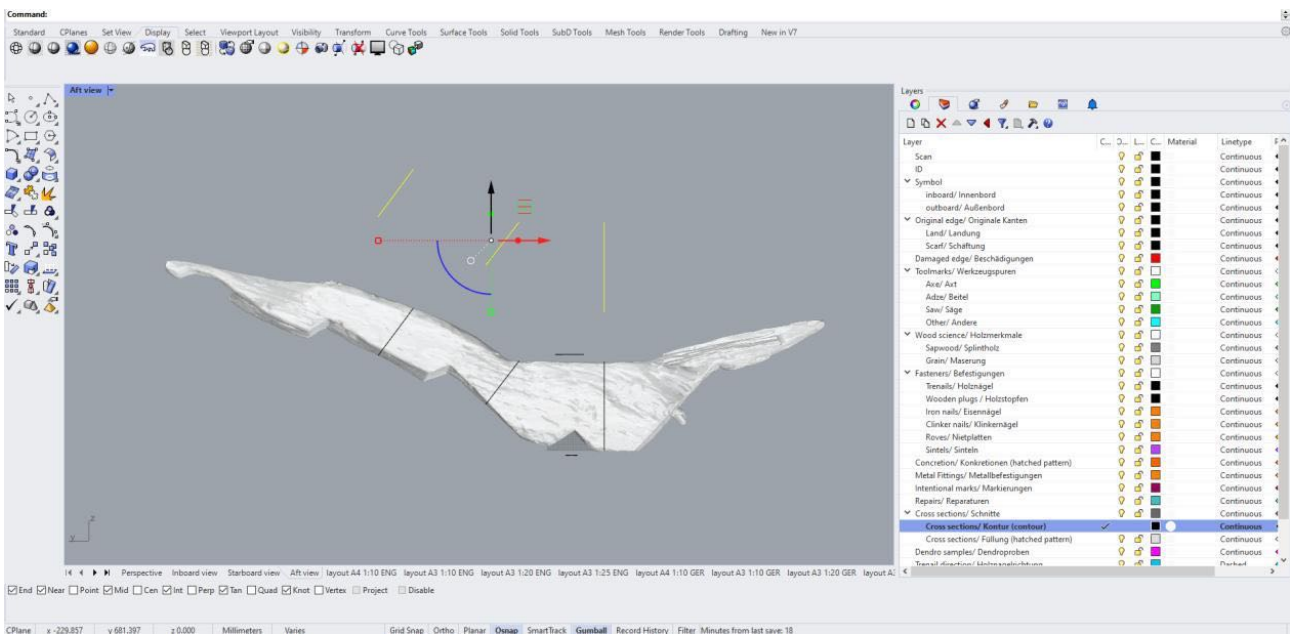 Command:
Standard CPlanes Set View Display Select Viewport Layout Visibility Transform Curve Tools Surface Tools Solid Tools SubD Tools Mesh Tools Render Tools Drafting New in V7
Aft view
Layers
Layer C... Material Linetype
Scan Continuous
ID Continuous
Symbol Continuous
inboard/ Innenbord Continuous
outboard/ Außenbord Continuous
Original edge/ Originale Kanten Continuous
Land/ Landung Continuous
Scarf/ Schäftung Continuous
Damaged edge/ Beschädigungen Continuous
Toolmarks/ Werkzeugspuren Continuous
Axe/ Axt Continuous
Adze/ Beitel Continuous
Saw/ Säge Continuous
Other/ Andere Continuous
Wood science/ Holzmerkmale Continuous
Sapwood/ Splintholz Continuous
Grain/ Maserung Continuous
Fasteners/ Befestigungen Continuous
Trenails/ Holznägel Continuous
Wooden plugs / Holzstopfen Continuous
Iron nails/ Eisennägel Continuous
Clinker nails/ Klinkernägel Continuous
Roves/ Nietplatten Continuous
Sintels/ Sinteln Continuous
Concretion/ Konkretionen (hatched pattern) Continuous
Metal Fittings/ Metallbefestigungen Continuous
Intentional marks/ Markierungen Continuous
Repairs/ Reparaturen Continuous
Cross sections/ Schnitte Continuous
Cross sections/ Kontur (contour) Continuous
Cross sections/ Füllung (hatched pattern) Continuous
Dendro samples/ Dendroproben Continuous
Trenail direction/ Holznagelrichtung Dashed
z
y
Perspective Inboard view Starboard view Aft view layout A4 1:10 ENG layout A3 1:10 ENG layout A3 1:20 ENG layout A3 1:25 ENG layout A4 1:10 GER layout A3 1:10 GER layout A3 1:20 GER layout A:
End Near Point Mid Cen Int Perp Tan Quad Knot Vertex Project Disable
CPlane x -229.857 y 681.397 z 0.000 Millimeters Varies Grid Snap Ortho Planar Osnap SmartTrack Gumball Record History Filter Minutes from last save: 18